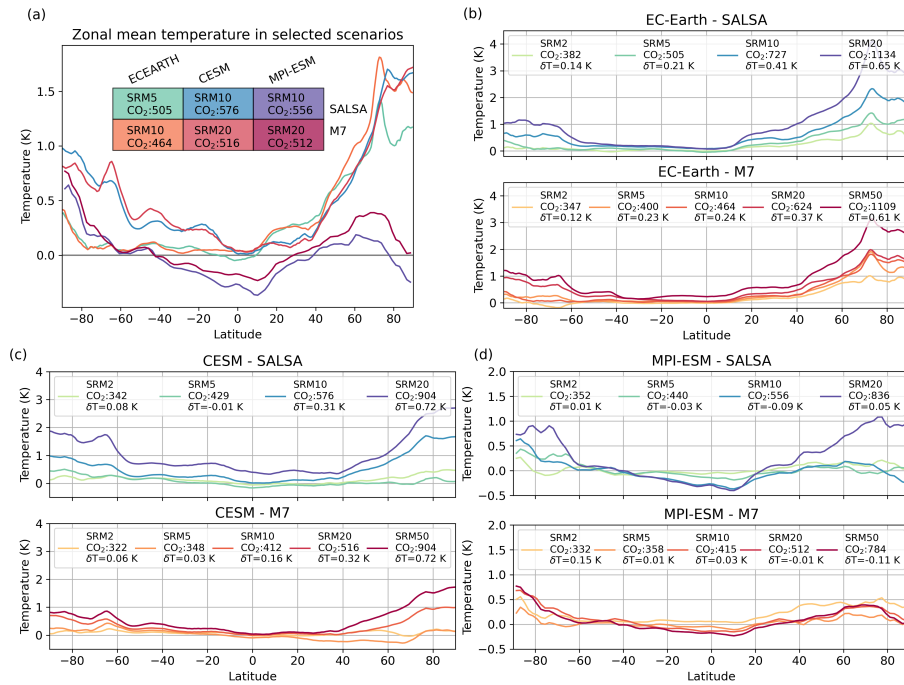 (a)
Zonal mean temperature in selected scenarios
ECEARTH CESM MPI-ESM
SRM5 SRM10 SRM10
CO₂:505 CO₂:576 CO₂:556
SALSA
SRM10 SRM20 SRM20
CO₂:464 CO₂:516 CO₂:512
M7
Temperature (K)
1.5
1.0
0.5
0.0
−80 −60 −40 −20 0 20 40 60 80
Latitude
(b)
EC-Earth - SALSA
SRM2 SRM5 SRM10 SRM20
CO₂:382 CO₂:505 CO₂:727 CO₂:1134
δT=0.14 K δT=0.21 K δT=0.41 K δT=0.65 K
Temperature (K)
4
3
2
1
0
EC-Earth - M7
SRM2 SRM5 SRM10 SRM20 SRM50
CO₂:347 CO₂:400 CO₂:464 CO₂:624 CO₂:1109
δT=0.12 K δT=0.23 K δT=0.24 K δT=0.37 K δT=0.61 K
Temperature (K)
4
3
2
1
0
−80 −60 −40 −20 0 20 40 60 80
Latitude
(c)
CESM - SALSA
SRM2 SRM5 SRM10 SRM20
CO₂:342 CO₂:429 CO₂:576 CO₂:904
δT=0.08 K δT=-0.01 K δT=0.31 K δT=0.72 K
Temperature (K)
4
3
2
1
0
CESM - M7
SRM2 SRM5 SRM10 SRM20 SRM50
CO₂:322 CO₂:348 CO₂:412 CO₂:516 CO₂:904
δT=0.06 K δT=0.03 K δT=0.16 K δT=0.32 K δT=0.72 K
Temperature (K)
4
3
2
1
0
−80 −60 −40 −20 0 20 40 60 80
Latitude
(d)
MPI-ESM - SALSA
SRM2 SRM5 SRM10 SRM20
CO₂:352 CO₂:440 CO₂:556 CO₂:836
δT=0.01 K δT=-0.03 K δT=-0.09 K δT=0.05 K
Temperature (K)
2.0
1.5
1.0
0.5
0.0
−0.5
MPI-ESM - M7
SRM2 SRM5 SRM10 SRM20 SRM50
CO₂:332 CO₂:358 CO₂:415 CO₂:512 CO₂:784
δT=0.15 K δT=0.01 K δT=0.03 K δT=-0.01 K δT=-0.11 K
Temperature (K)
2.0
1.5
1.0
0.5
0.0
−0.5
−80 −60 −40 −20 0 20 40 60 80
Latitude